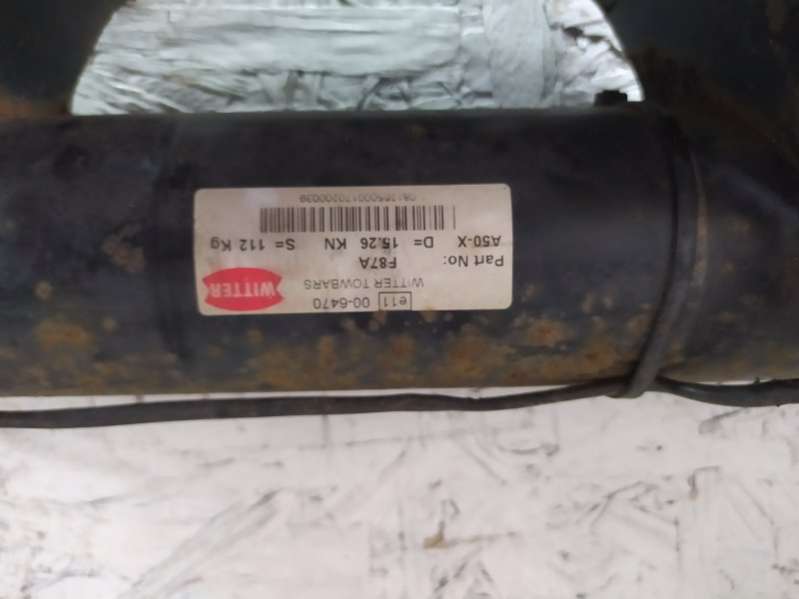 e11 00-6470
WITTER TOWBARS
WITTER
Part No: F87A
A50-X D= 15.26 KN S= 112 Kg